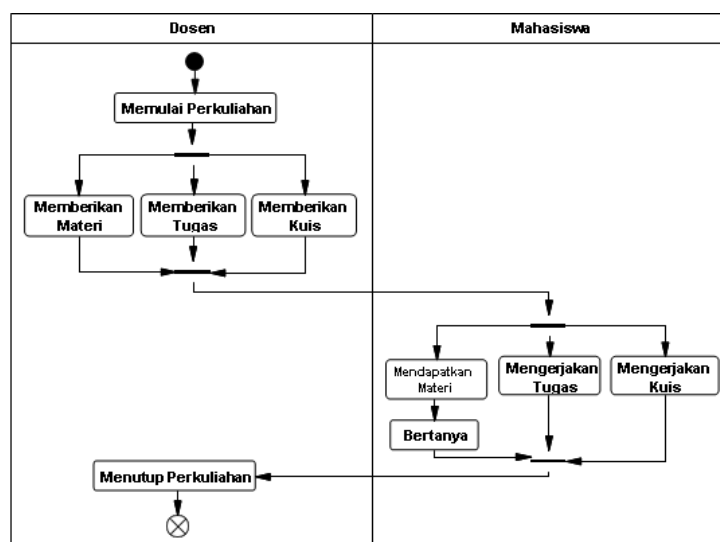 Dosen
Mahasiswa
Memulai Perkuliahan
Memberikan
Materi
Memberikan
Tugas
Memberikan
Kuis
Mendapatkan
Materi
Mengerjakan
Tugas
Mengerjakan
Kuis
Bertanya
Menutup Perkuliahan